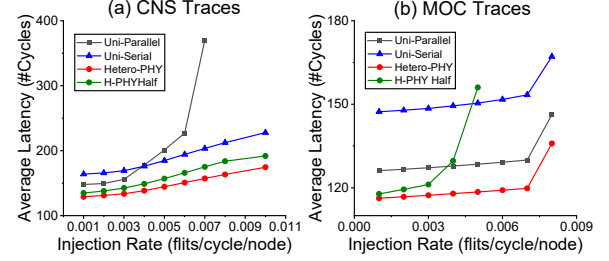 (a) CNS Traces
400
300
200
100
Average Latency (#Cycles)
Uni-Parallel
Uni-Serial
Hetero-PHY
H-PHYHalf
0.001 0.003 0.005 0.007 0.009 0.011
Injection Rate (flits/cycle/node)
(b) MOC Traces
180
150
120
Average Latency (#Cycles)
Uni-Parallel
Uni-Serial
Hetero-PHY
H-PHY Half
0.000 0.003 0.006 0.009
Injection Rate (flits/cycle/node)